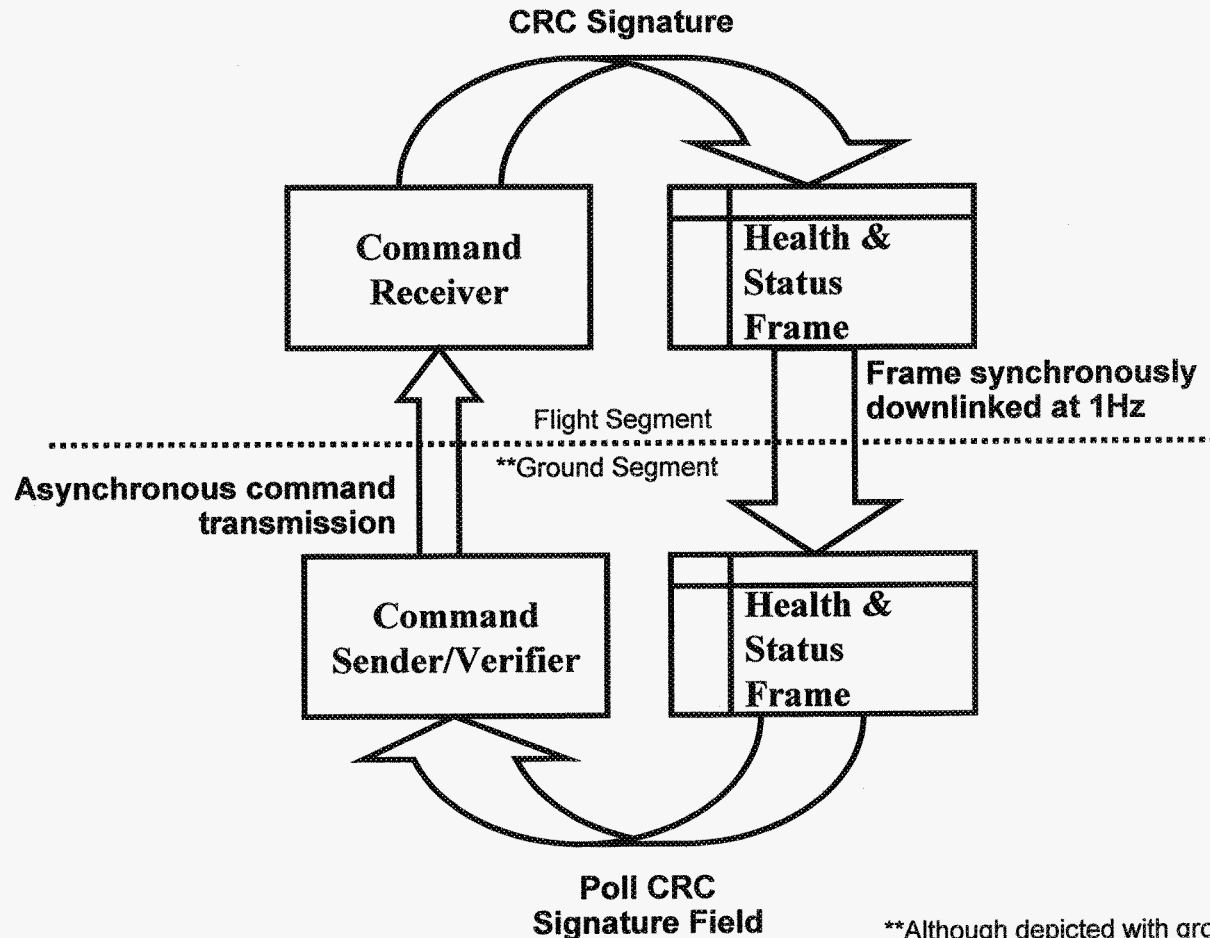 CRC Signature
Command
Receiver
Health &
Status
Frame
Frame synchronously
downlinked at 1Hz
Flight Segment
**Ground Segment
Asynchronous command
transmission
Command
Sender/Verifier
Health &
Status
Frame
Poll CRC
Signature Field
**Although depicted with